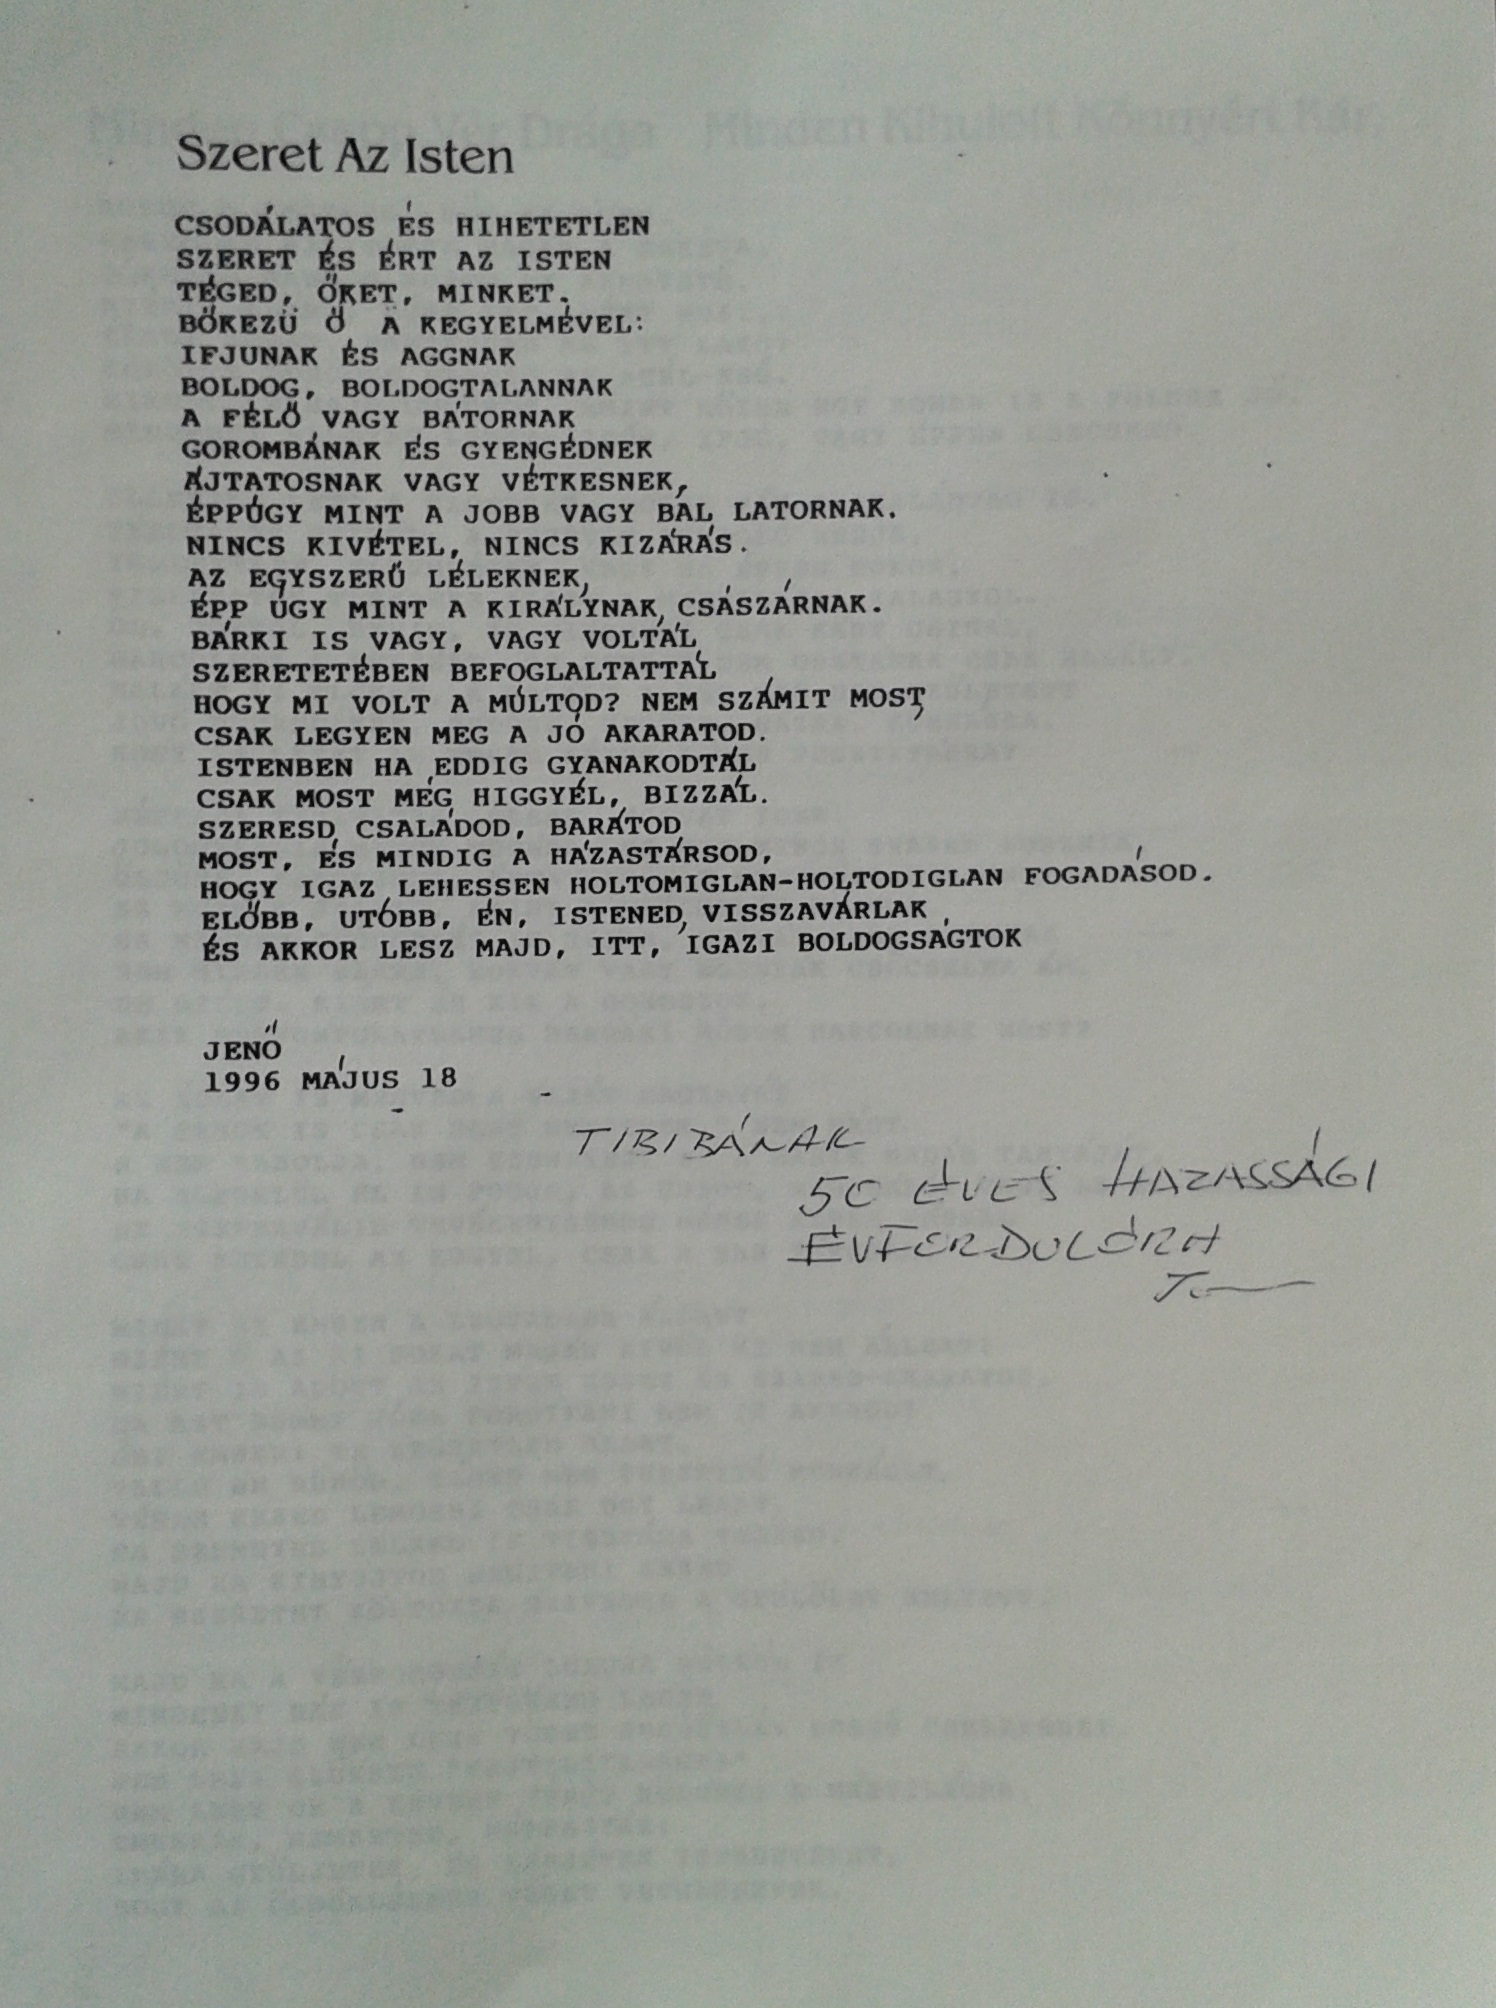 Szeret Az Isten
CSODÁLATOS ÉS HIHETETLEN
SZERET ÉS ÉRT AZ ISTEN
TÉGED, ŐKET, MINKET.
BŐKEZÜ Ő A KEGYELMÉVEL:
IFJUNAK ÉS AGGNAK
BOLDOG, BOLDOGTALANNAK
A FÉLŐ VAGY BÁTORNAK
GOROMBÁNAK ÉS GYENGÉDNEK
ÁJTATOSNAK VAGY VÉTKESNEK,
ÉPPÚGY MINT A JOBB VAGY BAL LATORNAK.
NINCS KIVÉTEL, NINCS KIZÁRÁS.
AZ EGYSZERŰ LÉLEKNEK,
ÉPP ÚGY MINT A KIRÁLYNAK, CSÁSZÁRNAK.
BÁRKI IS VAGY, VAGY VOLTÁL
SZERETETÉBEN BEFOGLALTATTÁL
HOGY MI VOLT A MÚLTOD? NEM SZÁMIT MOST,
CSAK LEGYEN MEG A JÓ AKARATOD.
ISTENBEN HA EDDIG GYANAKODTÁL
CSAK MOST MÉG HIGGYÉL, BIZZÁL.
SZERESD CSALÁDOD, BARÁTOD
MOST, ÉS MINDIG A HÁZASTÁRSOD,
HOGY IGAZ LEHESSEN HOLTOMIGLAN-HOLTODIGLAN FOGADÁSOD.
ELŐBB, UTÓBB, ÉN, ISTENED, VISSZAVÁRLAK
ÉS AKKOR LESZ MAJD, ITT, IGAZI BOLDOGSÁGTOK
JENŐ
1996 MÁJUS 18
TIBIBÁNAK
50 ÉVES HAZASSÁGI
ÉVFERDULÓRA